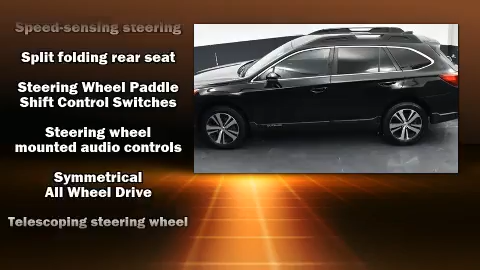 Speed-sensing steering
Split folding rear seat
Steering Wheel Paddle
Shift Control Switches
Steering wheel
mounted audio controls
Symmetrical
All Wheel Drive
Telescoping steering wheel